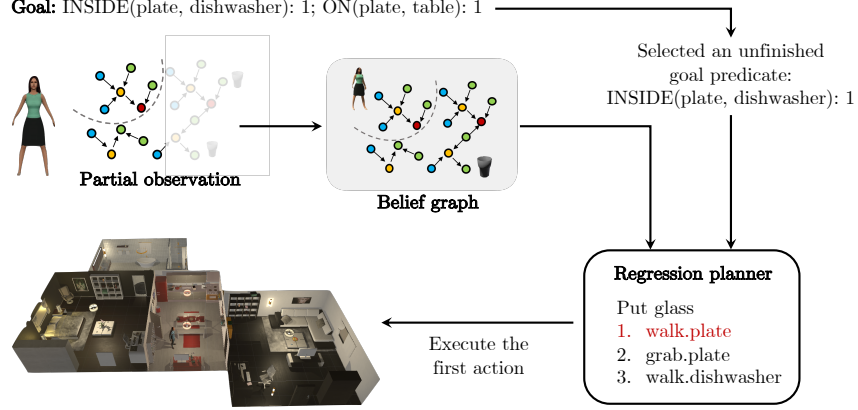 Goal: INSIDE(plate, dishwasher): 1; ON(plate, table): 1
Selected an unfinished
goal predicate:
INSIDE(plate, dishwasher): 1
Partial observation
Belief graph
Regression planner
Put glass
1. walk.plate
2. grab.plate
3. walk.dishwasher
Execute the
first action